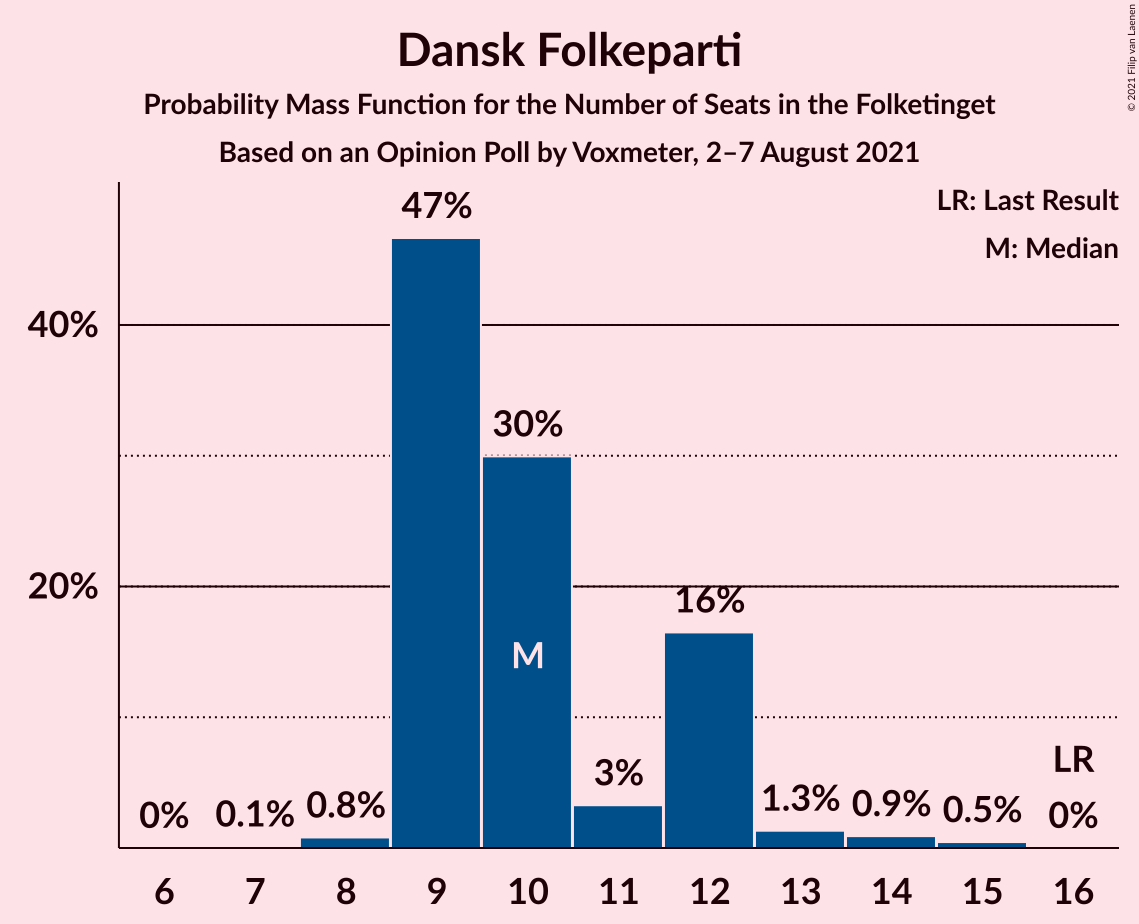 Dansk Folkeparti
Probability Mass Function for the Number of Seats in the Folketinget
Based on an Opinion Poll by Voxmeter, 2–7 August 2021
© 2021 Filip van Laenen
LR: Last Result
M: Median
40%
20%
0%
0.1%
0.8%
47%
30%
M
3%
16%
1.3%
0.9%
0.5%
LR
0%
6 7 8 9 10 11 12 13 14 15 16